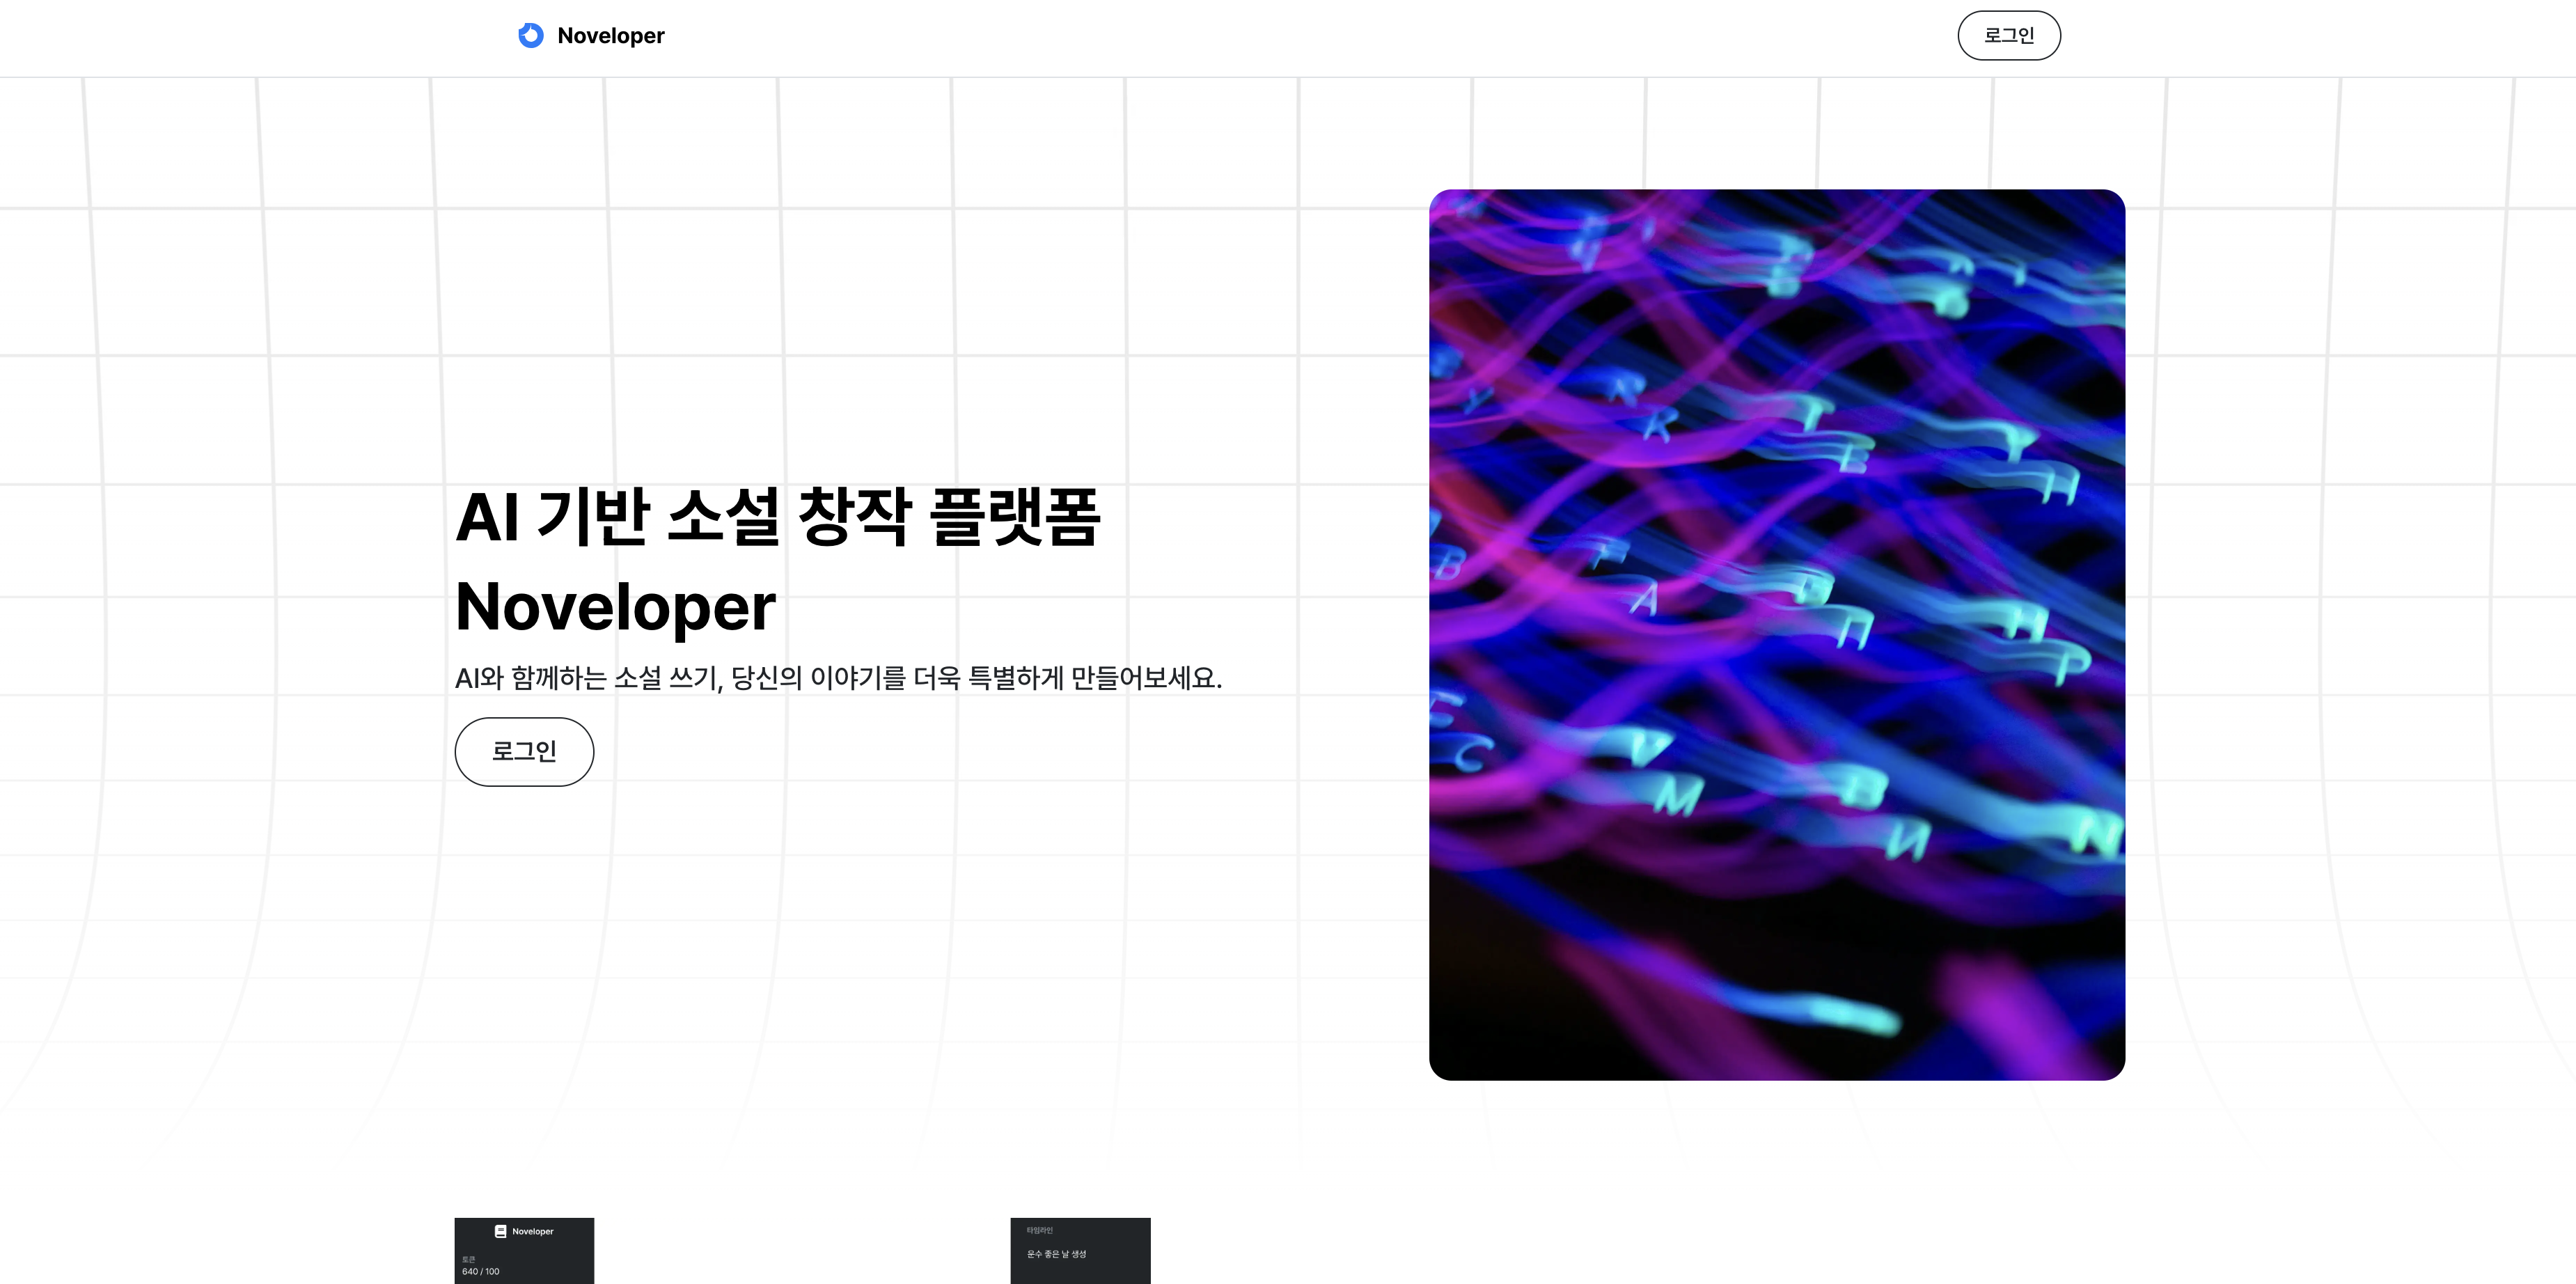 Noveloper
로그인
AI 기반 소설 창작 플랫폼
Noveloper
AI와 함께하는 소설 쓰기, 당신의 이야기를 더욱 특별하게 만들어보세요.
로그인
Noveloper
토큰
640 / 100
타임라인
운수 좋은 날 생성